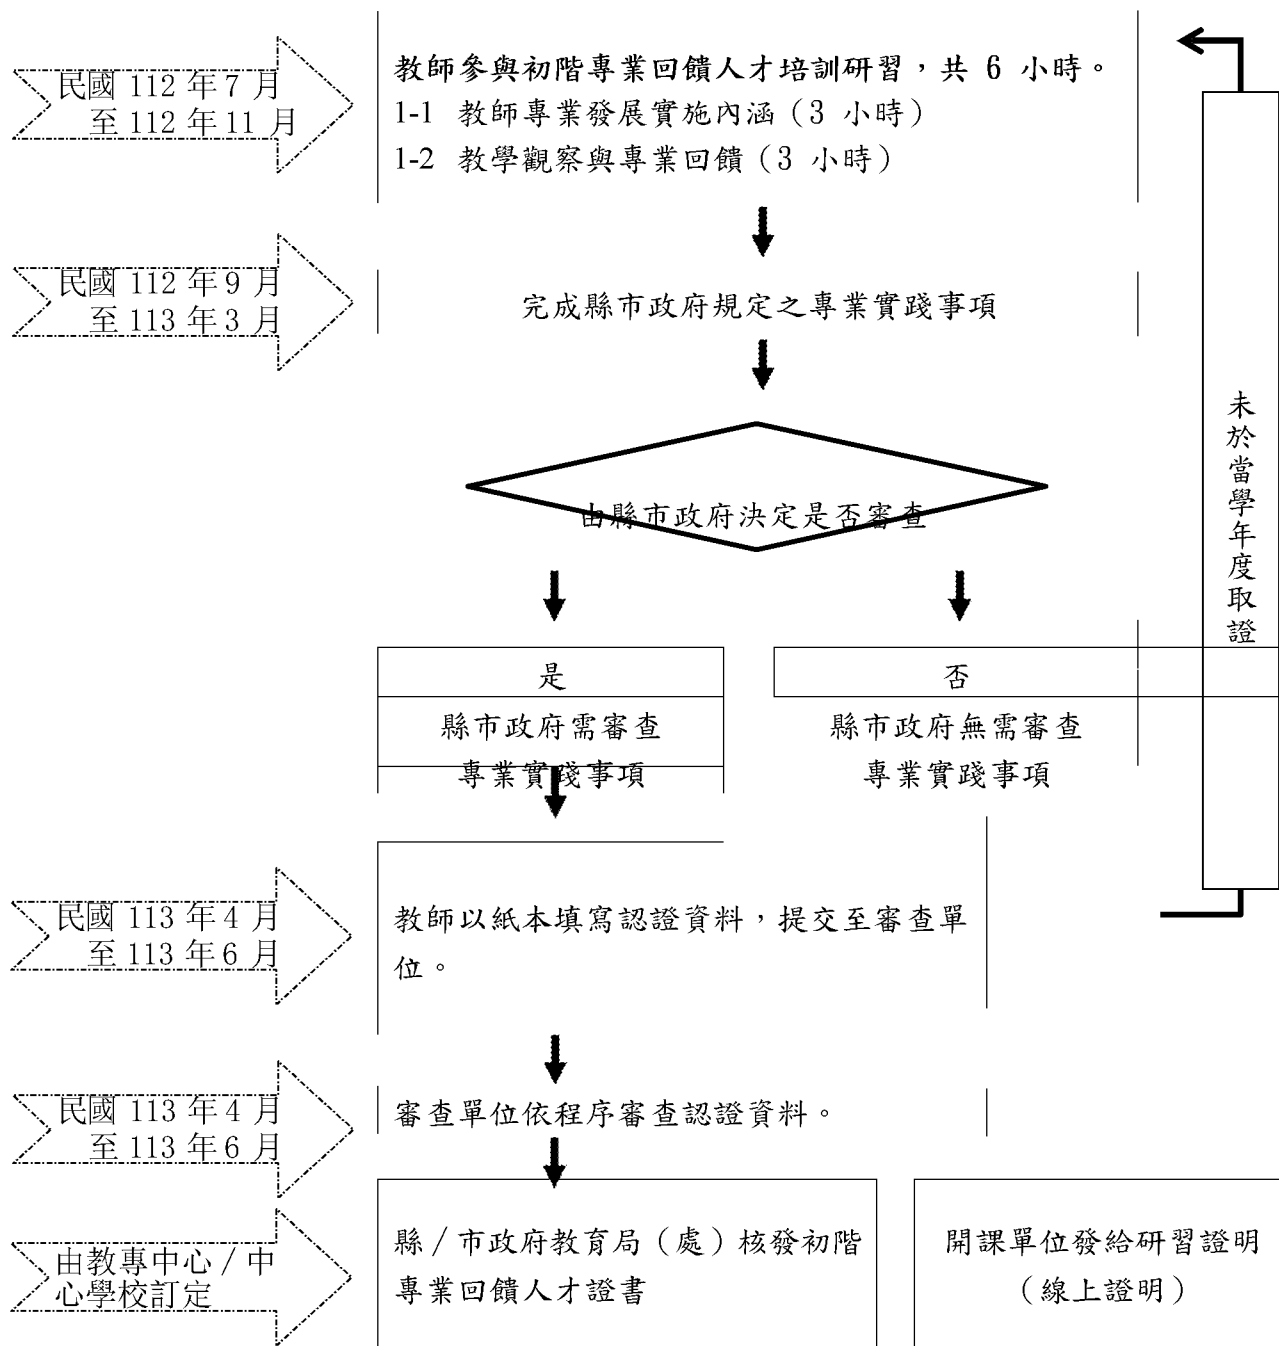 民國 112 年 7 月
至 112 年 11 月
教師參與初階專業回饋人才培訓研習，共 6 小時。
1-1 教師專業發展實施內涵（3 小時）
1-2 教學觀察與專業回饋（3 小時）
民國 112 年 9 月
至 113 年 3 月
完成縣市政府規定之專業實踐事項
由縣市政府決定是否審查
未於當學年度取證
是
縣市政府需審查
專業實踐事項
否
縣市政府無需審查
專業實踐事項
民國 113 年 4 月
至 113 年 6 月
教師以紙本填寫認證資料，提交至審查單
位。
民國 113 年 4 月
至 113 年 6 月
審查單位依程序審查認證資料。
由教專中心／中
心學校訂定
縣／市政府教育局（處）核發初階
專業回饋人才證書
開課單位發給研習證明
（線上證明）